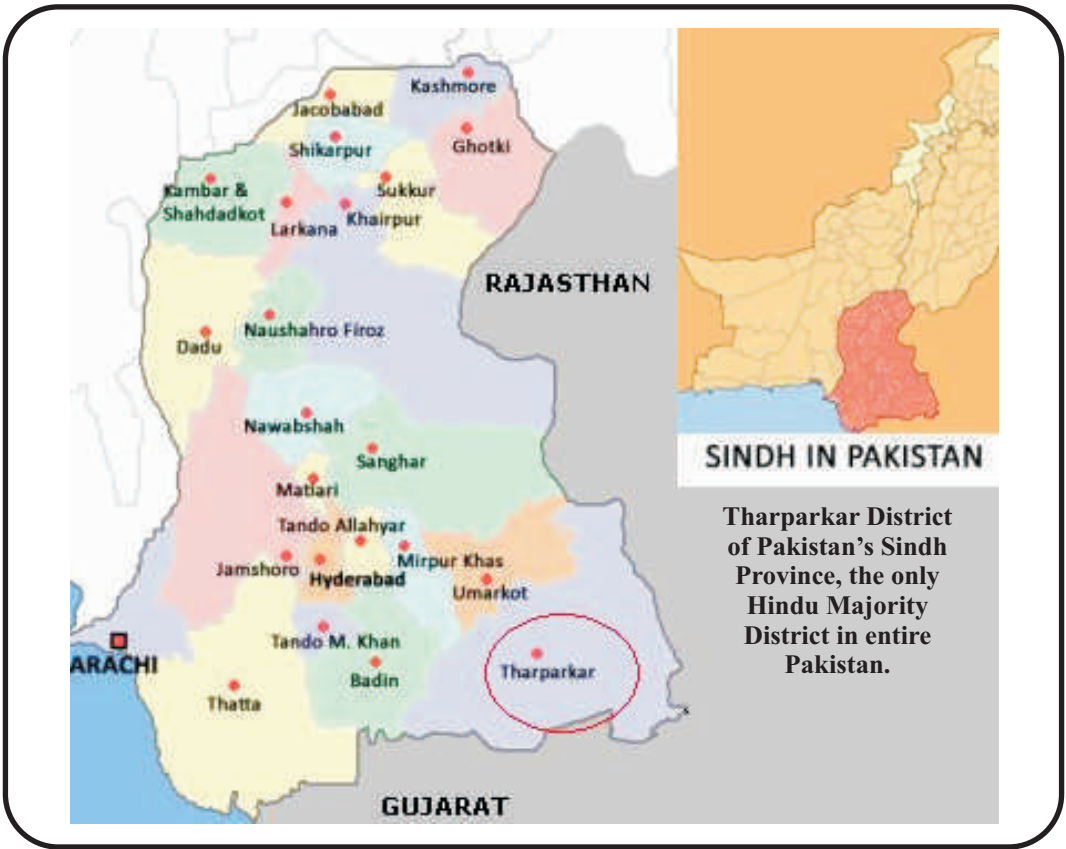 Kashmore
Jacobabad
Shikarpur
Ghotki
Kambar &
Shahdadkot
Sukkur
Larkana
Khairpur
RAJASTHAN
Naushahro Firoz
Dadu
Nawabshah
Sanghar
Matiari
Tando Allahyar
Jamshoro
Hyderabad
Mirpur Khas
Umarkot
ARACHI
Tando M. Khan
Badin
Tharparkar
Thatta
GUJARAT
SINDH IN PAKISTAN
Tharparkar District
of Pakistan’s Sindh
Province, the only
Hindu Majority
District in entire
Pakistan.